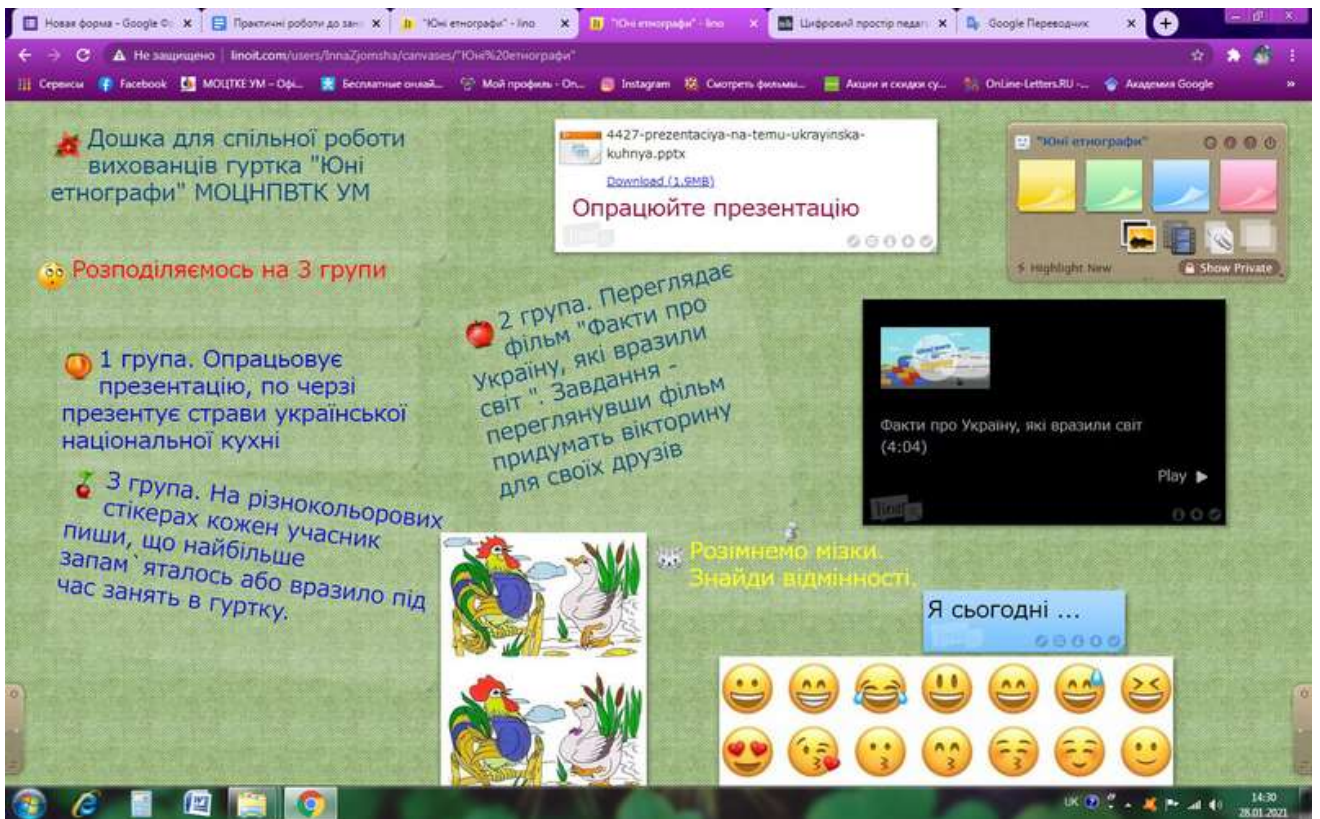 Новая форма - Google Фо
Практичні роботи до зан
"Юні етнографи" - lino
"Юні етнографи" - lino
Цифровой простір педаг
Google Переводчик
Не защищено linoit.com/users/InnaZjomsha/canvases/"Юні%20етнографи"
Сервисы
Facebook
МОЦТКЕ УМ – Офі...
Бесплатные онлай...
Мой профиль - On...
Instagram
Смотреть фильмы...
Акции и скидки су...
OnLine-Letters.RU -...
Академия Google
Дошка для спільної роботи
вихованців гуртка "Юні
етнографи" МОЦНПВТК УМ
4427-prezentaciya-na-temu-ukrayinska-
kuhnya.pptx
Download (1.9MB)
Опрацюйте презентацію
"Юні етнографи"
Highlight New
Show Private
Розподіляємось на 3 групи
1 група. Опрацьовує
презентацію, по черзі
презентує страви української
національної кухні
2 група. Переглядає
фільм "Факти про
Україну, які вразили
світ ". Завдання -
переглянувши фільм
придумать вікторину
для своїх друзів
3 група. На різнокольорових
стікерах кожен учасник
пиши, що найбільше
запам`яталось або вразило під
час занять в гуртку.
Факти про Україну, які вразили світ
(4:04)
Play
lino
Розімнемо мізки.
Знайди відмінності.
Я сьогодні ...
UK
14:30
28.01.2021